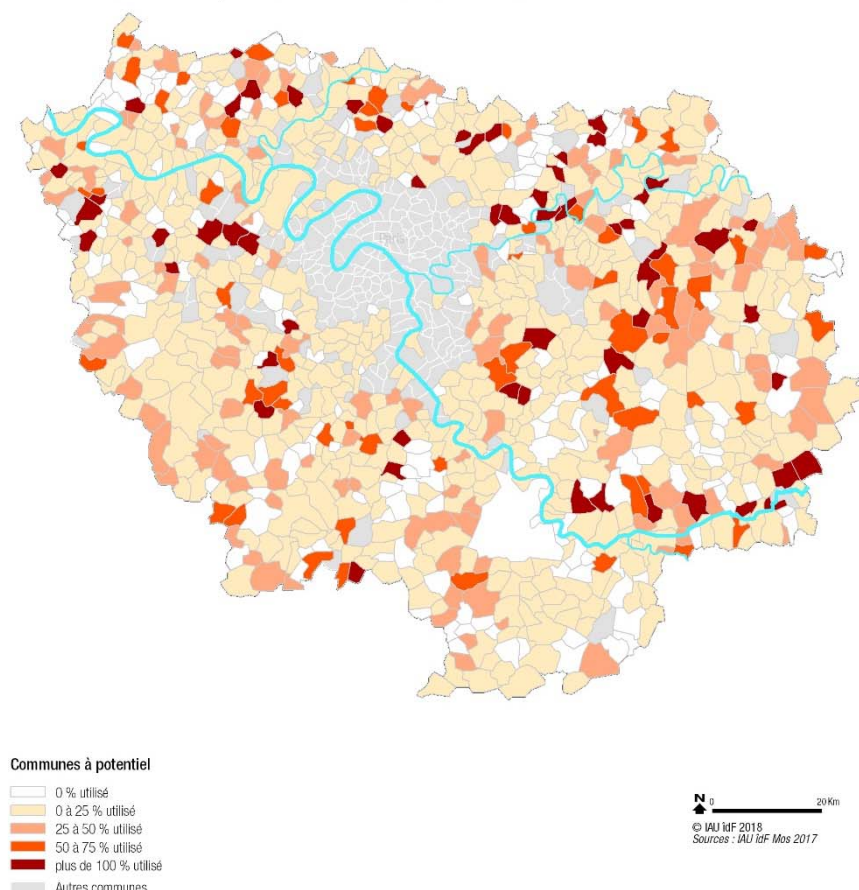 Paris
Communes à potentiel
0 % utilisé
0 à 25 % utilisé
25 à 50 % utilisé
50 à 75 % utilisé
plus de 100 % utilisé
Autres communes
N 0 20 Km
© IAU îdF 2018
Sources : IAU îdF Mos 2017